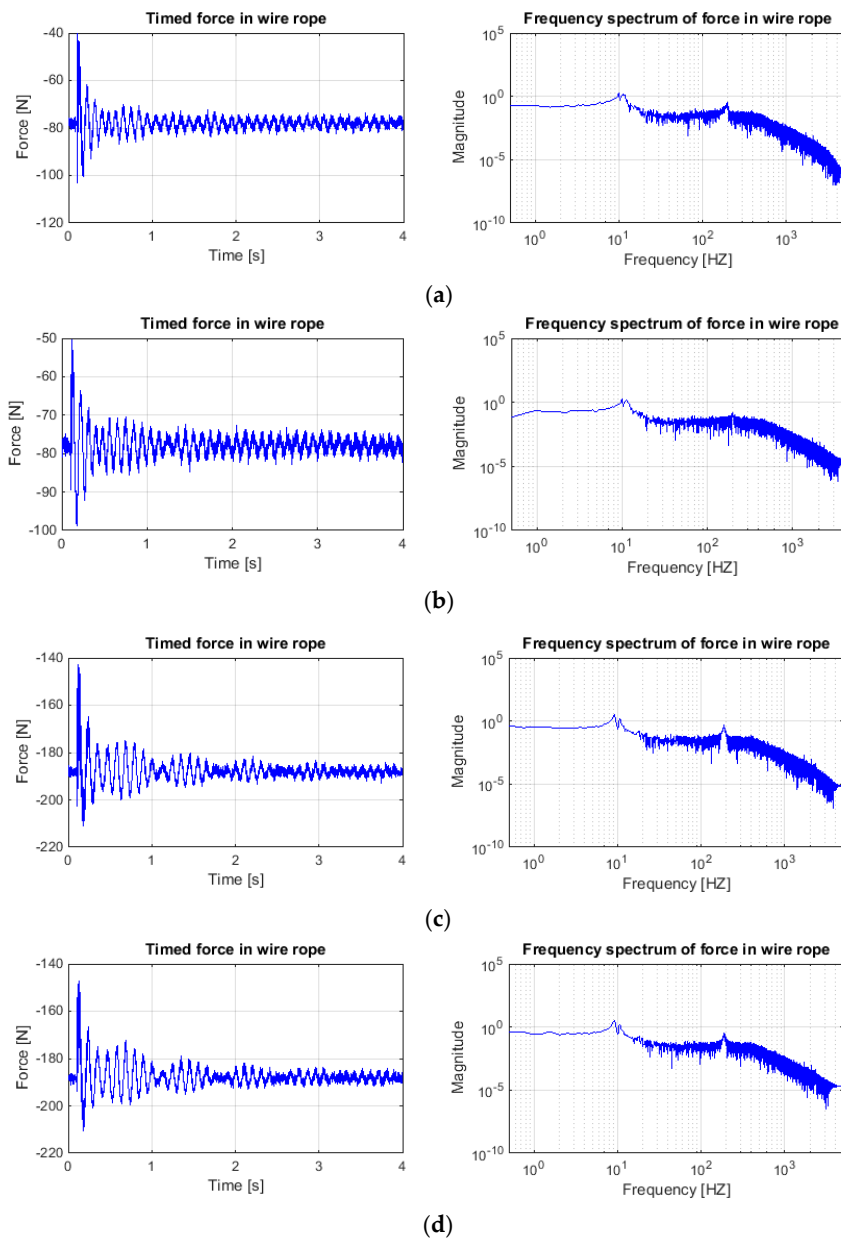 Timed force in wire rope
Frequency spectrum of force in wire rope
-40
-60
-80
-100
-120
Force [N]
0 1 2 3 4
Time [s]
10^5
10^0
10^-5
10^-10
Magnitude
10^0 10^1 10^2 10^3
Frequency [HZ]
(a)
Timed force in wire rope
Frequency spectrum of force in wire rope
-50
-60
-70
-80
-90
-100
Force [N]
0 1 2 3 4
Time [s]
10^5
10^0
10^-5
10^-10
Magnitude
10^0 10^1 10^2 10^3
Frequency [HZ]
(b)
Timed force in wire rope
Frequency spectrum of force in wire rope
-140
-160
-180
-200
-220
Force [N]
0 1 2 3 4
Time [s]
10^5
10^0
10^-5
10^-10
Magnitude
10^0 10^1 10^2 10^3
Frequency [HZ]
(c)
Timed force in wire rope
Frequency spectrum of force in wire rope
-140
-160
-180
-200
-220
Force [N]
0 1 2 3 4
Time [s]
10^5
10^0
10^-5
10^-10
Magnitude
10^0 10^1 10^2 10^3
Frequency [HZ]
(d)